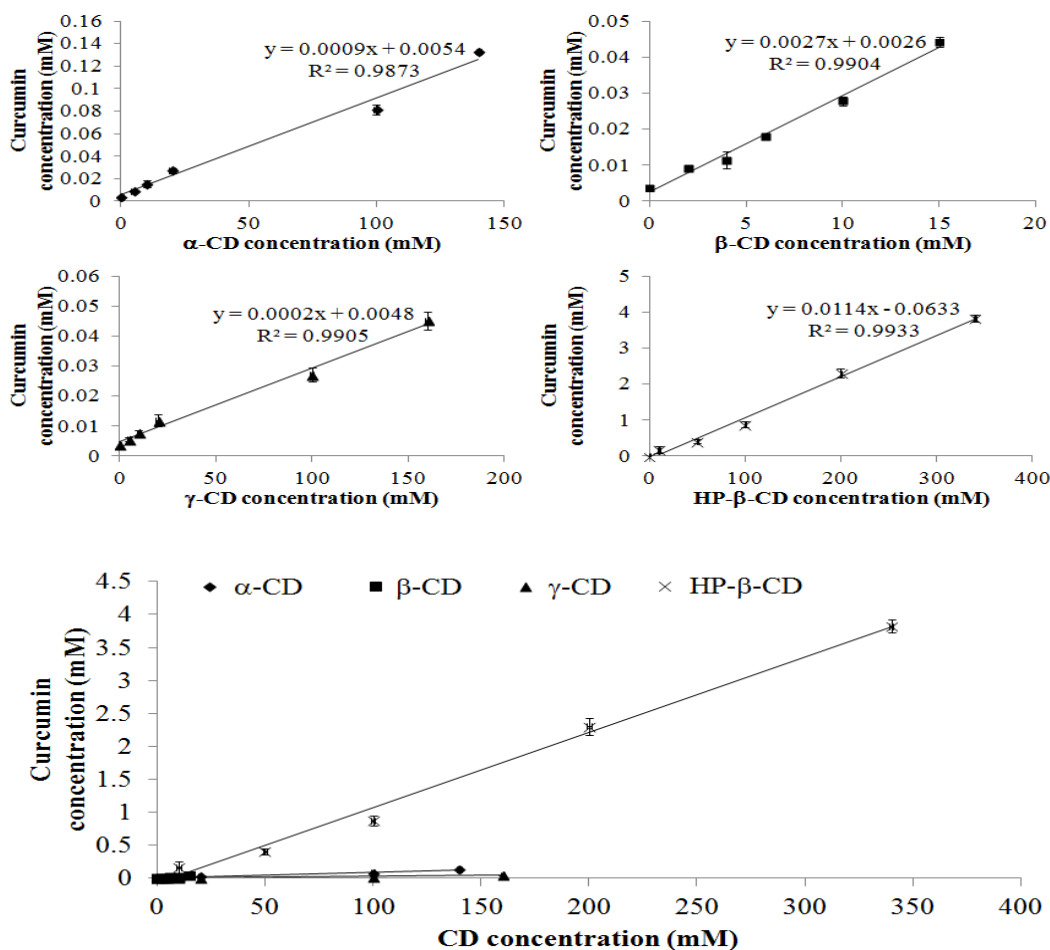 0.16
0.14
0.12
0.1
0.08
0.06
0.04
0.02
0
Curcumin
concentration (mM)
y = 0.0009x + 0.0054
R² = 0.9873
0 50 100 150
α-CD concentration (mM)
0.05
0.04
0.03
0.02
0.01
0
Curcumin
concentration (mM)
y = 0.0027x + 0.0026
R² = 0.9904
0 5 10 15 20
β-CD concentration (mM)
0.06
0.05
0.04
0.03
0.02
0.01
0
Curcumin
concentration (mM)
y = 0.0002x + 0.0048
R² = 0.9905
0 50 100 150 200
γ-CD concentration (mM)
5
4
3
2
1
0
Curcumin
concentration (mM)
y = 0.0114x - 0.0633
R² = 0.9933
0 100 200 300 400
HP-β-CD concentration (mM)
α-CD β-CD γ-CD HP-β-CD
4.5
4
3.5
3
2.5
2
1.5
1
0.5
0
Curcumin
concentration (mM)
0 50 100 150 200 250 300 350 400
CD concentration (mM)